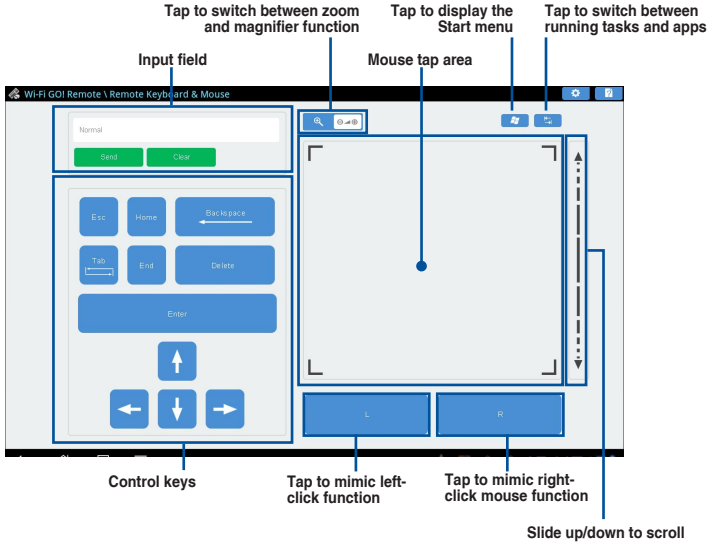 Tap to switch between zoom
and magnifier function
Tap to display the
Start menu
Tap to switch between
running tasks and apps
Input field
Mouse tap area
Wi-Fi GO! Remote \ Remote Keyboard & Mouse
Normal
Send
Clear
Esc
Home
Backspace
Tab
End
Delete
Enter
L
R
Control keys
Tap to mimic left-
click function
Tap to mimic right-
click mouse function
Slide up/down to scroll